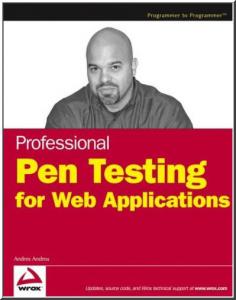 Programmer to Programmer™
Professional
Pen Testing
for Web Applications
Andres Andreu
wrox
Updates, source code, and Wrox technical support at www.wrox.com